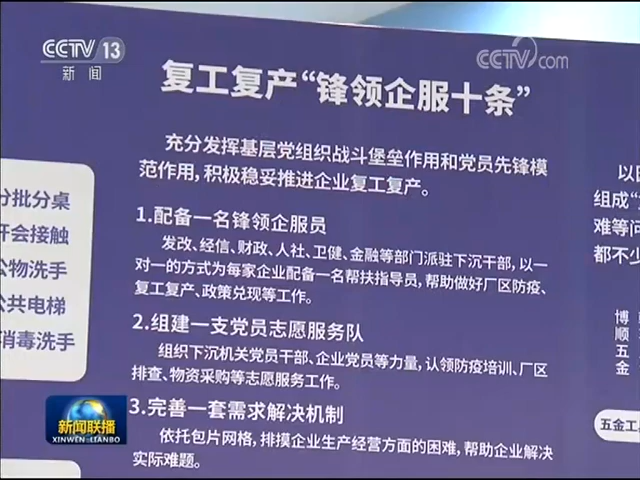 CCTV 13
新闻
CCTV.com
复工复产“锋领企服十条”
充分发挥基层党组织战斗堡垒作用和党员先锋模
范作用,积极稳妥推进企业复工复产。
1.配备一名锋领企服员
发改、经信、财政、人社、卫健、金融等部门派驻下沉干部,以一
对一的方式为每家企业配备一名帮扶指导员,帮助做好厂区防疫、
复工复产、政策兑现等工作。
2.组建一支党员志愿服务队
组织下沉机关党员干部、企业党员等力量,认领防疫培训、厂区
排查、物资采购等志愿服务工作。
3.完善一套需求解决机制
依托包片网格,排摸企业生产经营方面的困难,帮助企业解决
实际难题。
分批分桌
开会接触
公物洗手
公共电梯
消毒洗手
组成“
难等问
都不少
博
顺
五
金
五金工
新闻联播
XINWEN LIANBO